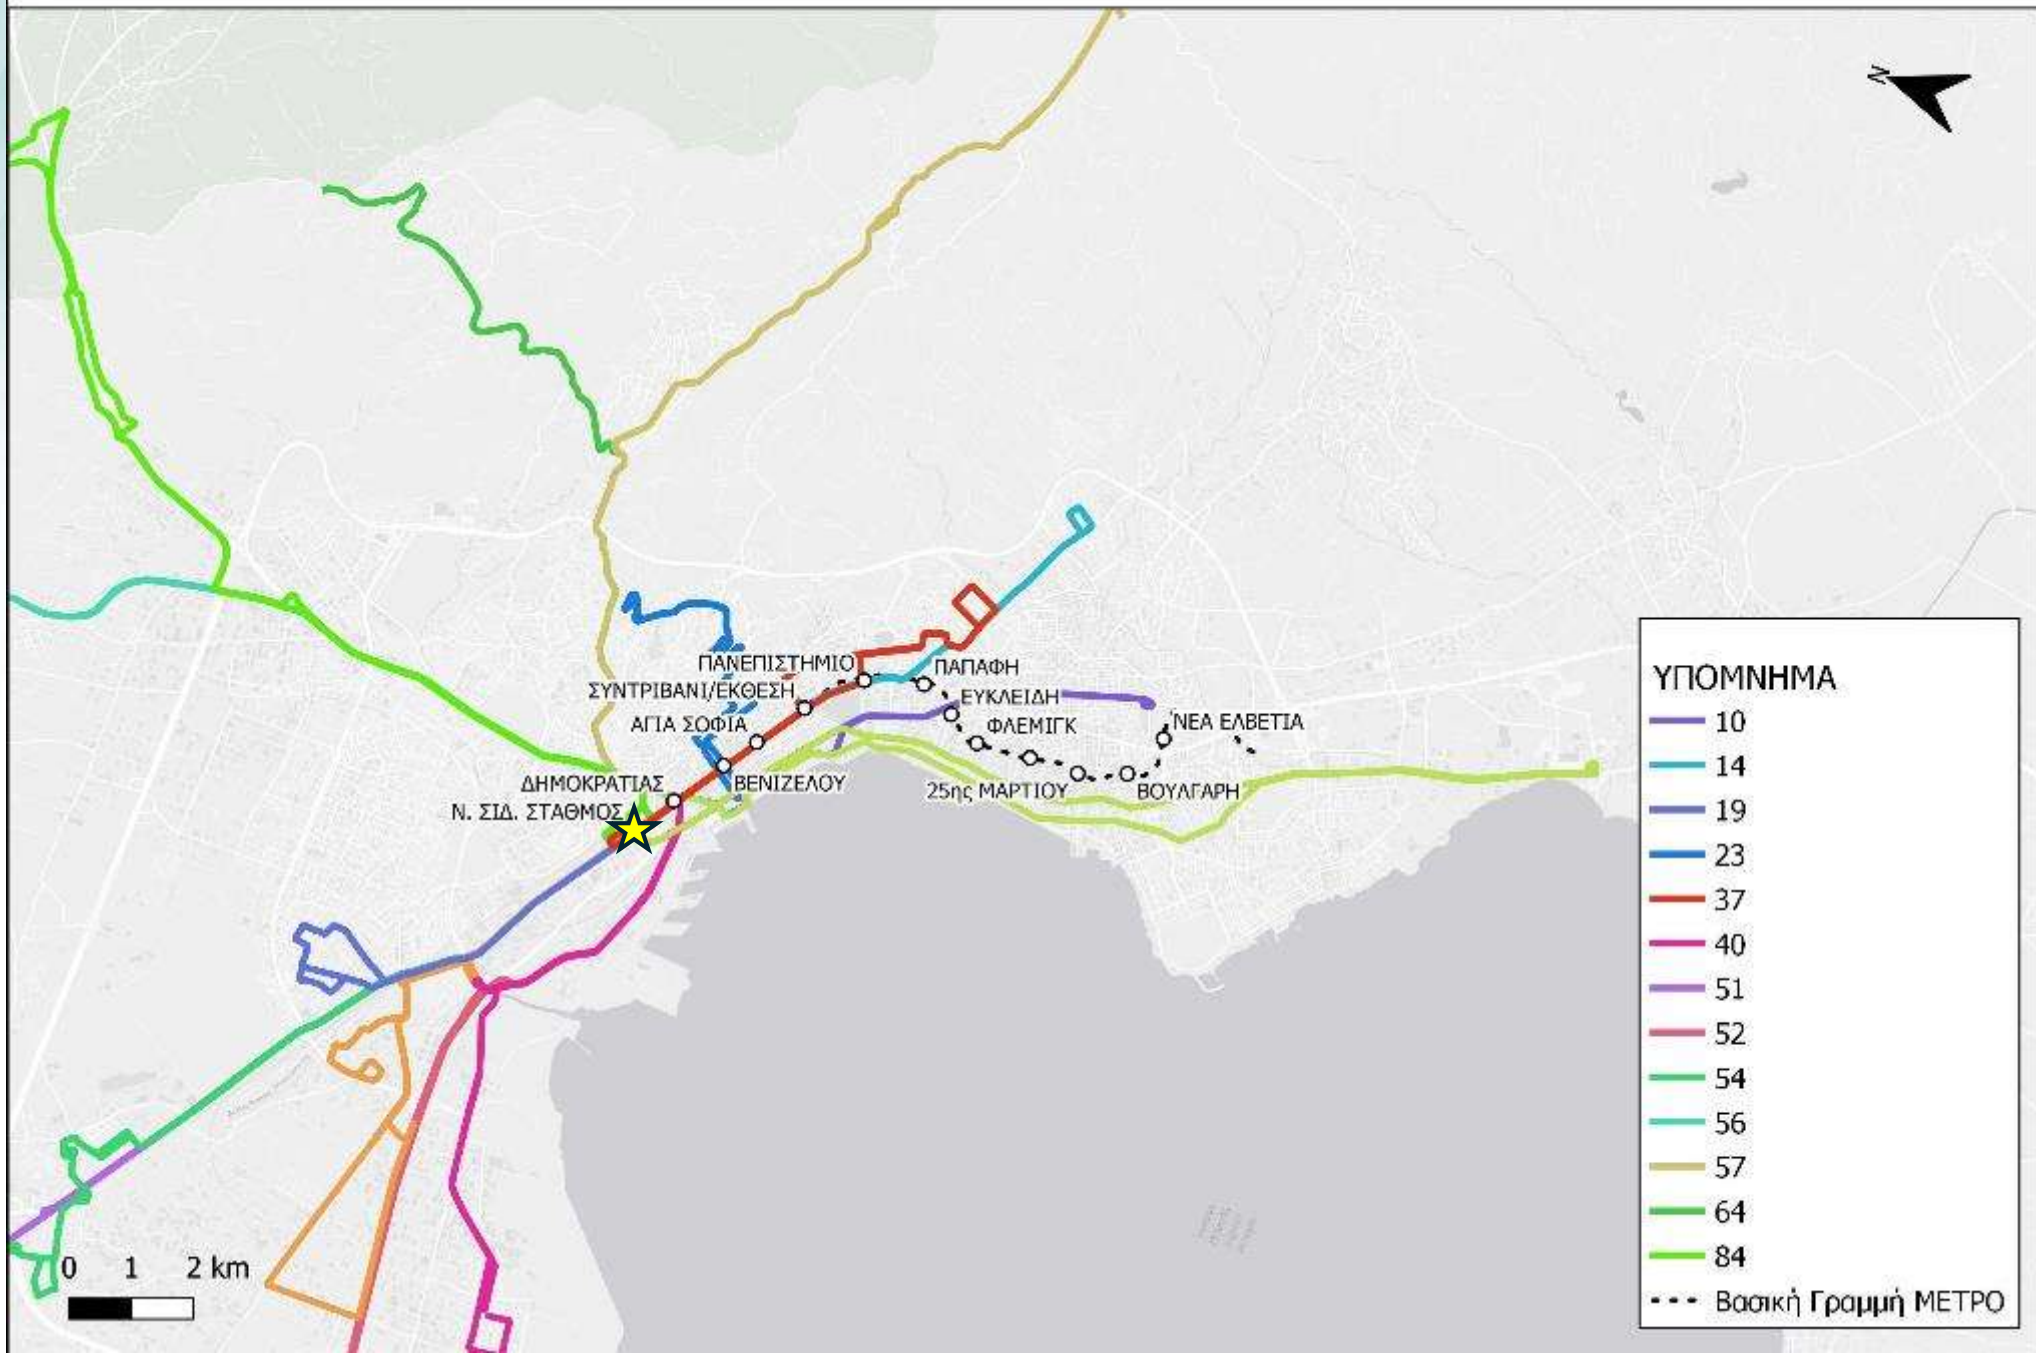 N
ΠΑΝΕΠΙΣΤΗΜΙΟ
ΠΑΠΑΦΗ
ΣΥΝΤΡΙΒΑΝΙ/ΕΚΘΕΣΗ
ΕΥΚΛΕΙΔΗ
ΑΓΙΑ ΣΟΦΙΑ
ΦΛΕΜΙΓΚ
ΝΕΑ ΕΛΒΕΤΙΑ
ΔΗΜΟΚΡΑΤΙΑΣ
ΒΕΝΙΖΕΛΟΥ
25ης ΜΑΡΤΙΟΥ
ΒΟΥΛΓΑΡΗ
Ν. ΣΙΔ. ΣΤΑΘΜΟΣ
0 1 2 km
ΥΠΟΜΝΗΜΑ
10
14
19
23
37
40
51
52
54
56
57
64
84
Βασική Γραμμή ΜΕΤΡΟ